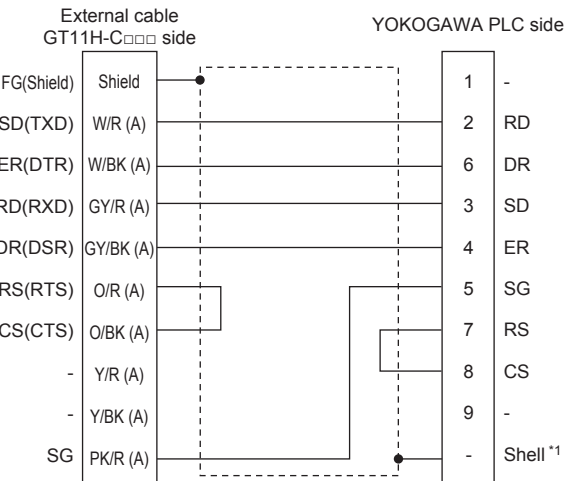 External cable
GT11H-C□□□ side
YOKOGAWA PLC side
FG(Shield) Shield 1 -
SD(TXD) W/R (A) 2 RD
ER(DTR) W/BK (A) 6 DR
RD(RXD) GY/R (A) 3 SD
DR(DSR) GY/BK (A) 4 ER
RS(RTS) O/R (A) 5 SG
CS(CTS) O/BK (A) 7 RS
- Y/R (A) 8 CS
- Y/BK (A) 9 -
SG PK/R (A) - Shell *1